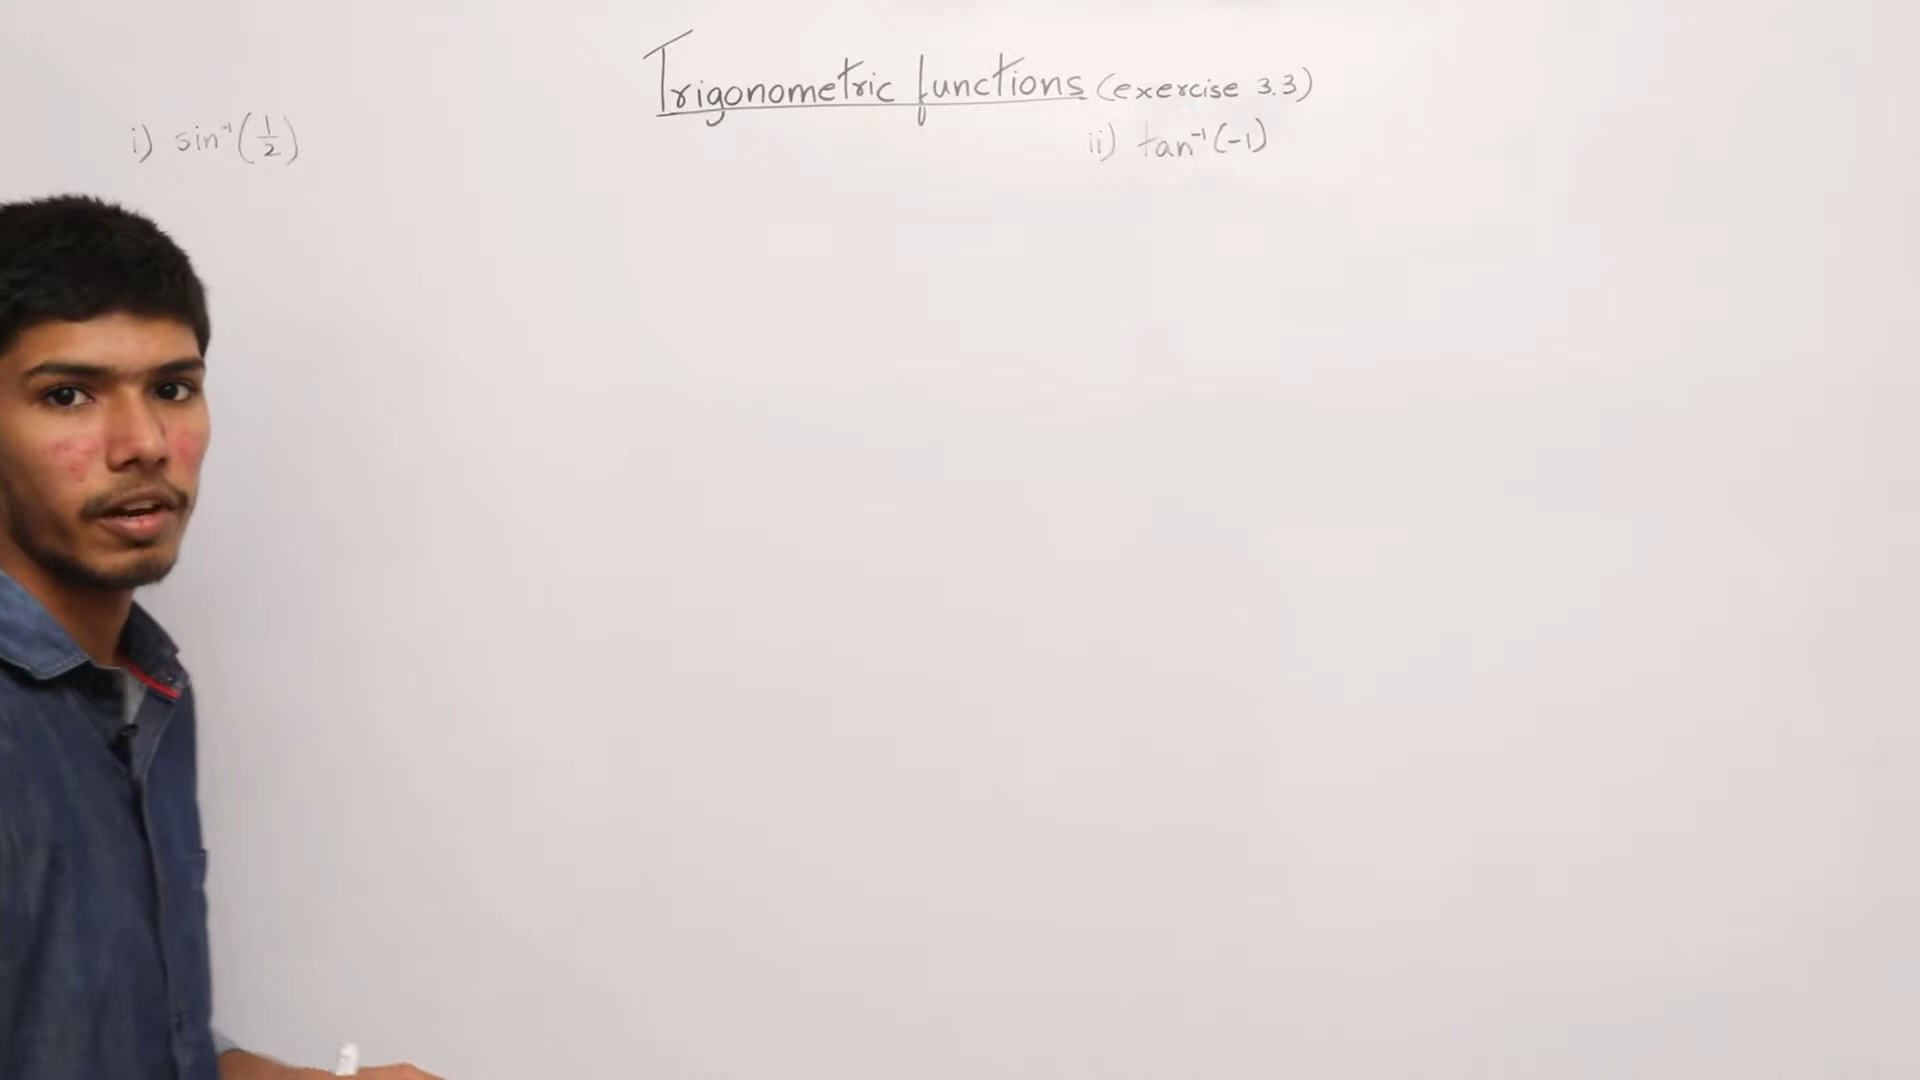 Trigonometric functions (exercise 3.3)
i) sin⁻¹(1/2)
ii) tan⁻¹(-1)